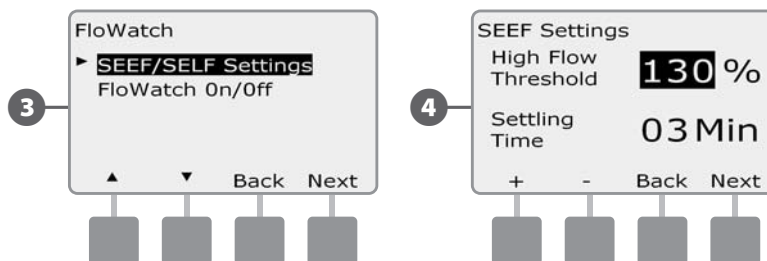 FloWatch
SEEF/SELF Settings
FloWatch On/Off
3
▲ ▼ Back Next
SEEF Settings
High Flow
Threshold
130 %
4
Settling
Time
03 Min
+ - Back Next